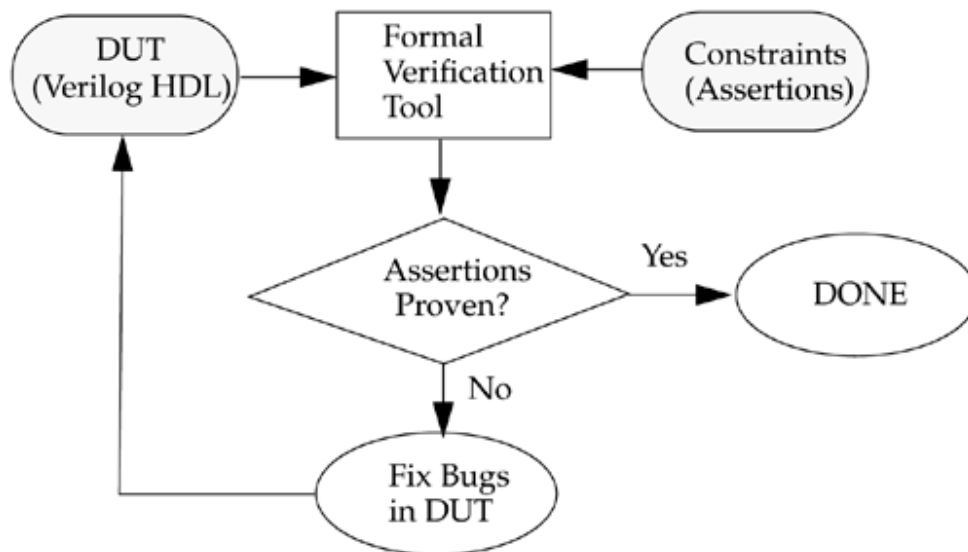 DUT
(Verilog HDL)
Formal
Verification
Tool
Constraints
(Assertions)
Assertions
Proven?
Yes
DONE
No
Fix Bugs
in DUT